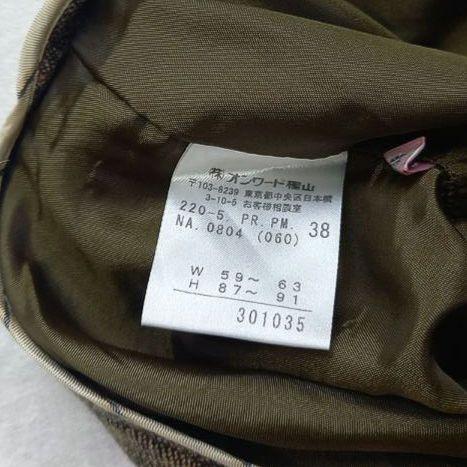 ㈱オンワード樫山
〒103-8239 東京都中央区日本橋
3-10-5 お客様相談室
220-5 PR.PM. 38
NA.0804 (060)
W 59～ 63
H 87～ 91
301035